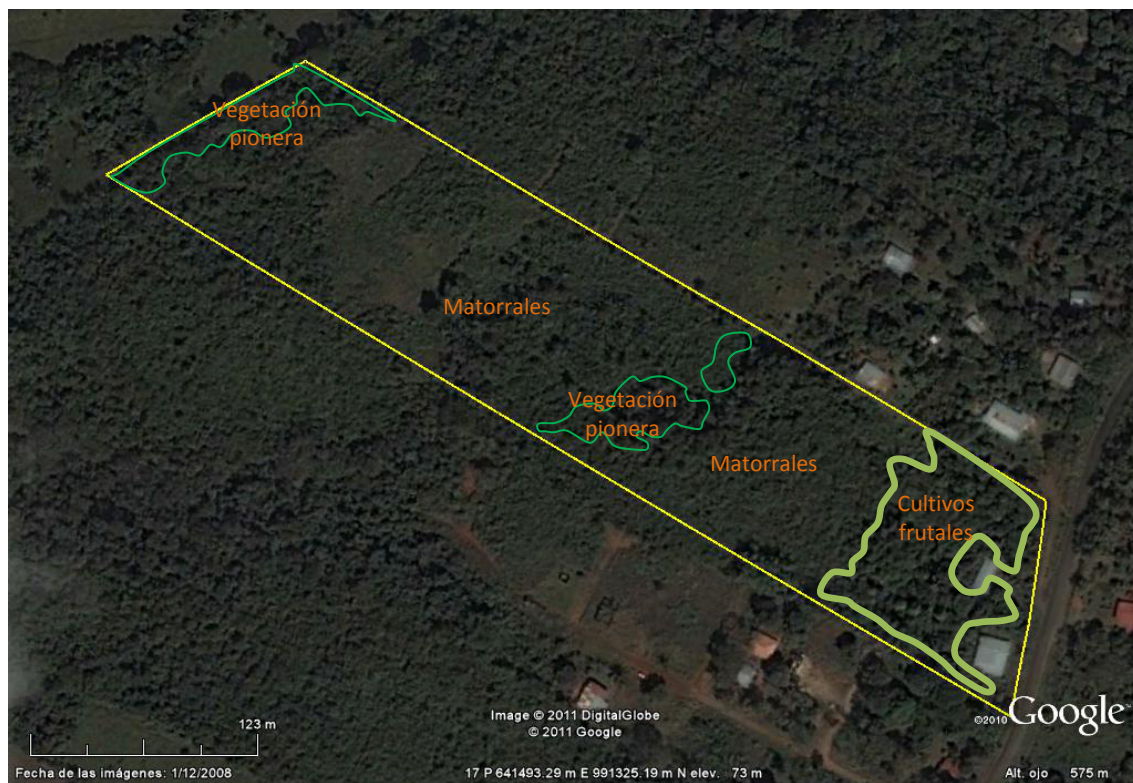 Vegetación
pionera
Matorrales
Vegetación
pionera
Matorrales
Cultivos
frutales
123 m
Image © 2011 DigitalGlobe
© 2011 Google
©2010 Google™
Fecha de las imágenes: 1/12/2008
17 P 641493.29 m E 991325.19 m N elev. 73 m
Alt. ojo 575 m